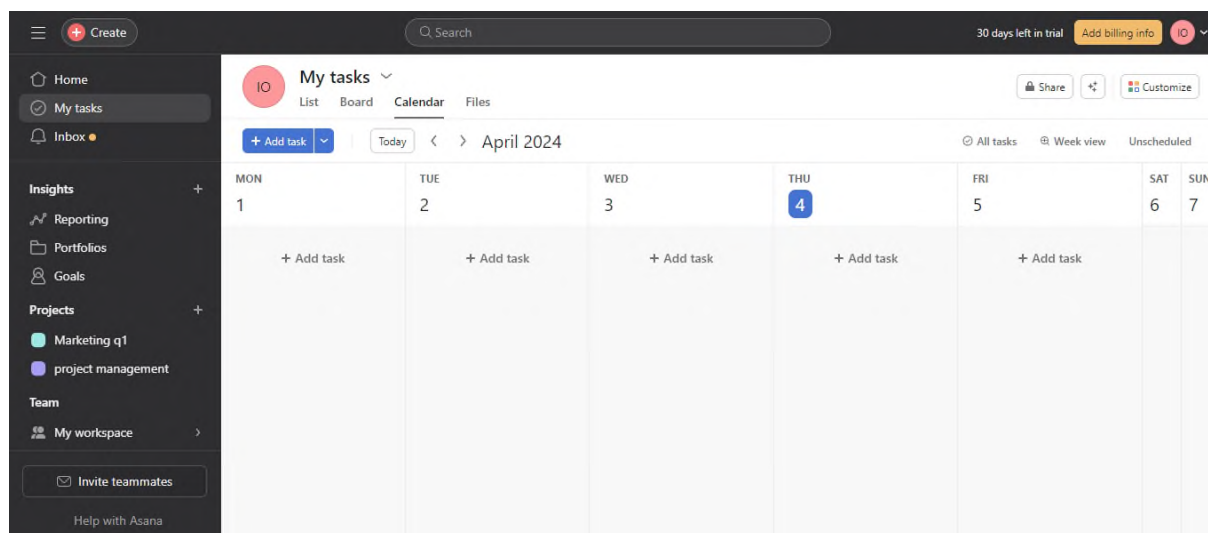 Create
Search
30 days left in trial
Add billing info
IO
Home
My tasks
Inbox
Insights
Reporting
Portfolios
Goals
Projects
Marketing q1
project management
Team
My workspace
Invite teammates
Help with Asana
IO
My tasks
List Board Calendar Files
Share
Customize
+ Add task
Today
April 2024
All tasks
Week view
Unscheduled
MON TUE WED THU FRI SAT SUN
1 2 3 4 5 6 7
+ Add task + Add task + Add task + Add task + Add task